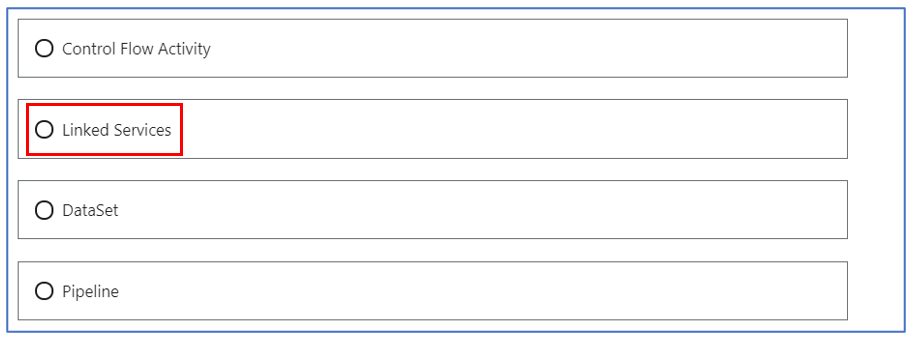 Control Flow Activity
Linked Services
DataSet
Pipeline